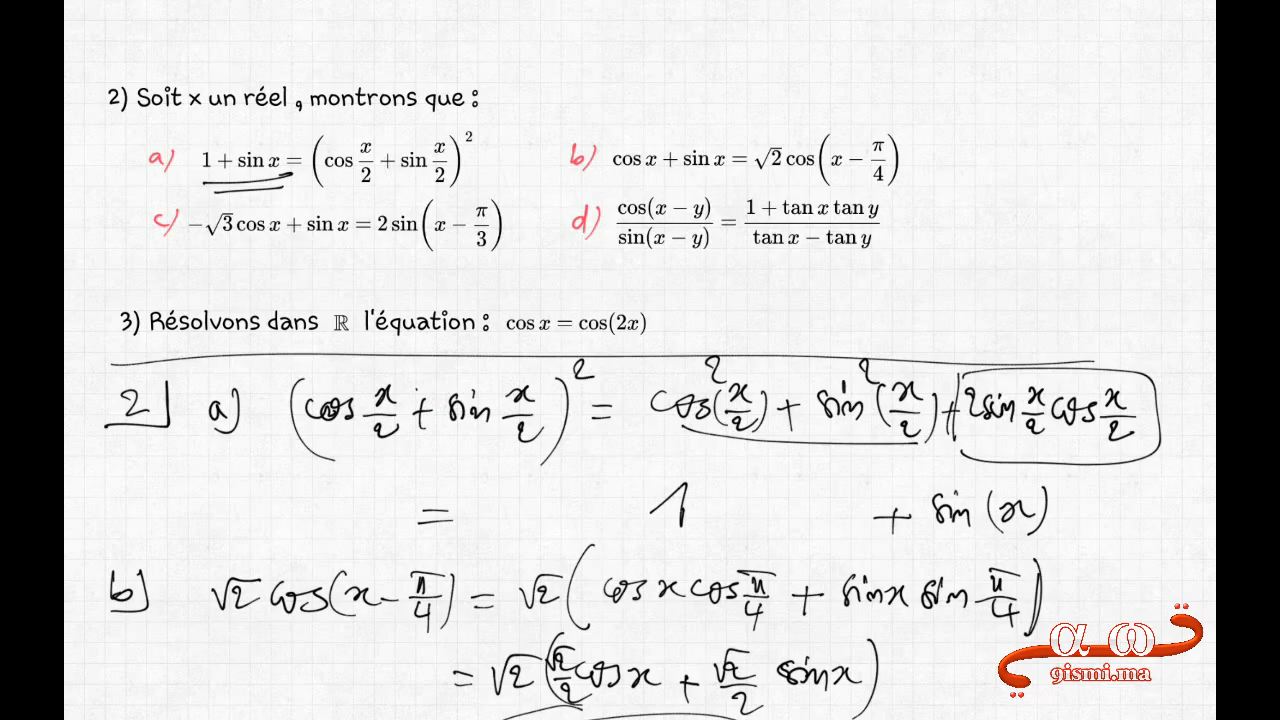 2) Soit x un réel , montrons que :
a) 1 + sin x = (cos x/2 + sin x/2)² b) cos x + sin x = √2 cos(x − π/4)
c) −√3 cos x + sin x = 2 sin(x − π/3) d) cos(x − y)/sin(x − y) = (1 + tan x tan y)/(tan x − tan y)
3) Résolvons dans ℝ l'équation : cos x = cos(2x)
2] a) (cos x/2 + sin x/2)² = cos²(x/2) + sin²(x/2) + 2 sin x/2 cos x/2
= 1 + sin (x)
b) √2 cos(x − π/4) = √2 (cos x cos π/4 + sin x sin π/4)
= √2 (√2/2 cos x + √2/2 sin x)
α ω
gismi.ma